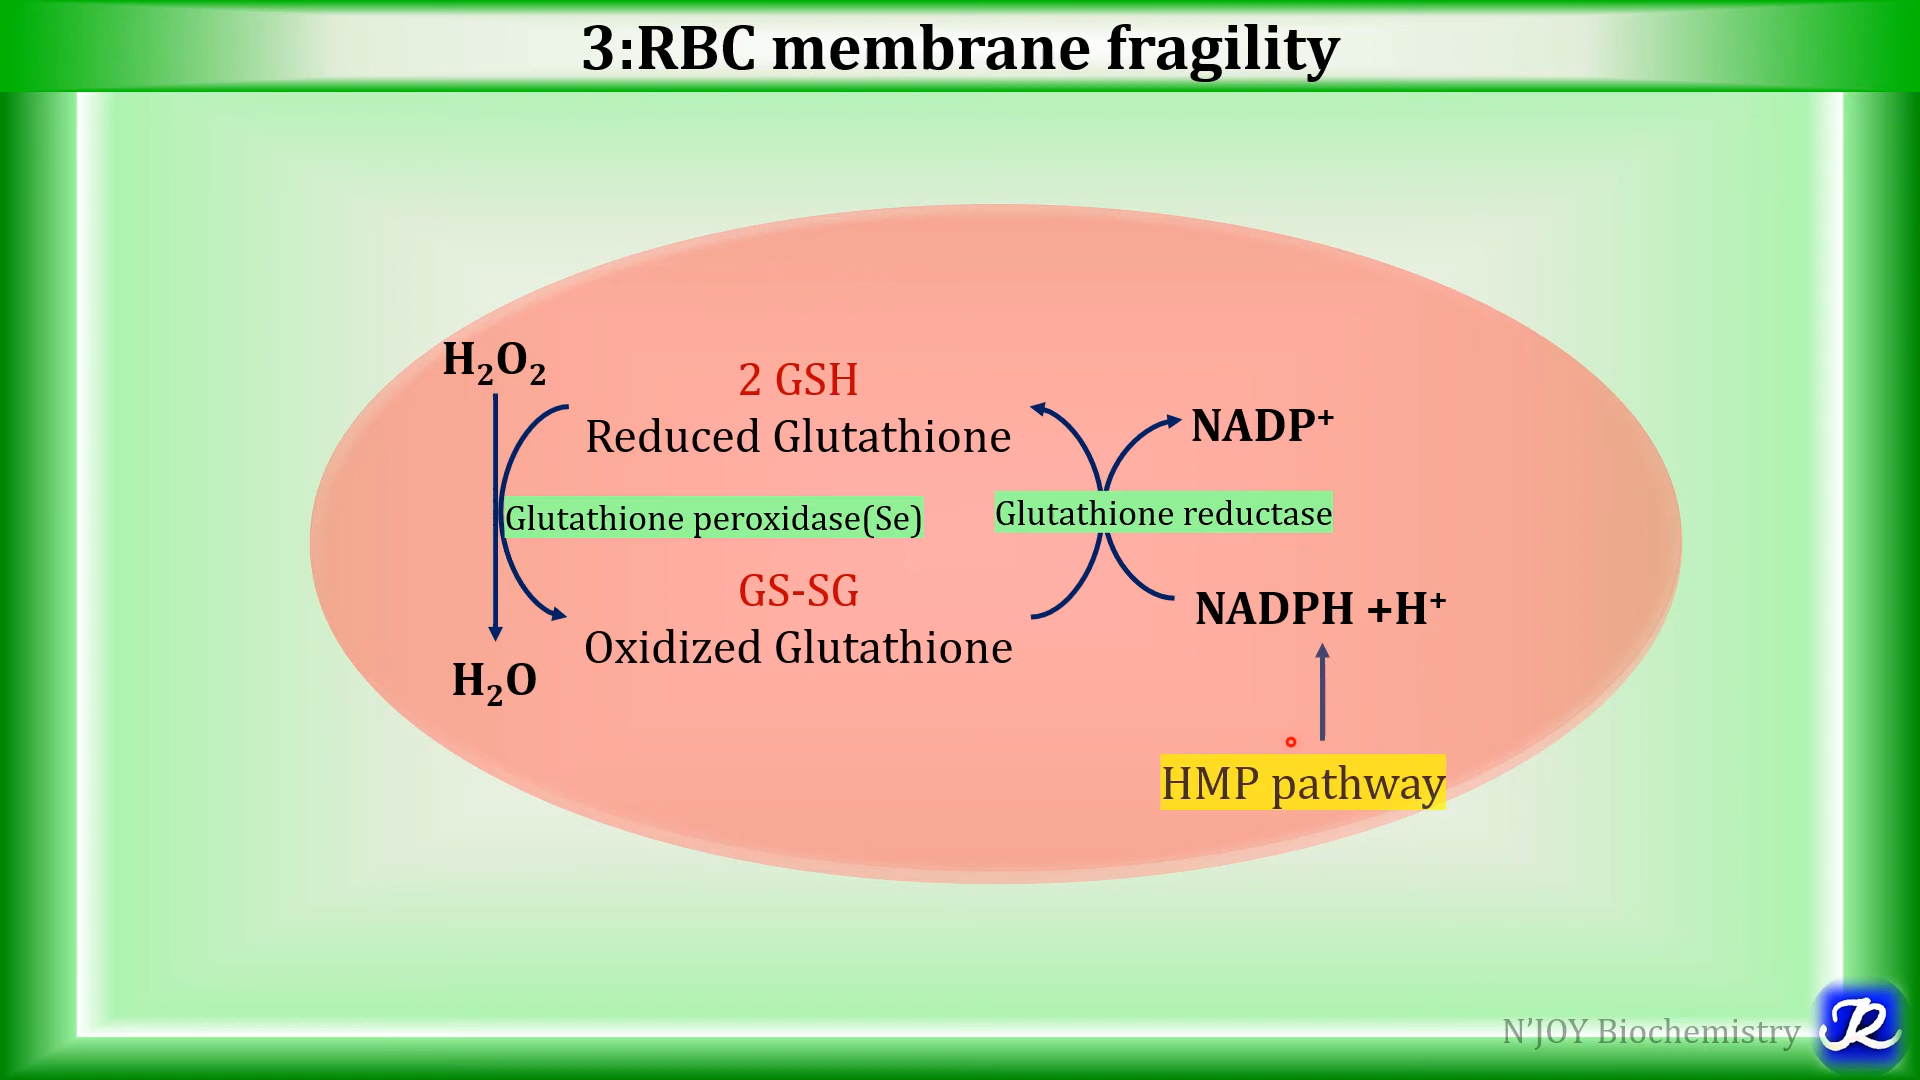 3:RBC membrane fragility
H₂O₂
2 GSH
Reduced Glutathione
NADP⁺
Glutathione peroxidase(Se)
Glutathione reductase
GS-SG
Oxidized Glutathione
NADPH +H⁺
H₂O
HMP pathway
N’JOY Biochemistry
R